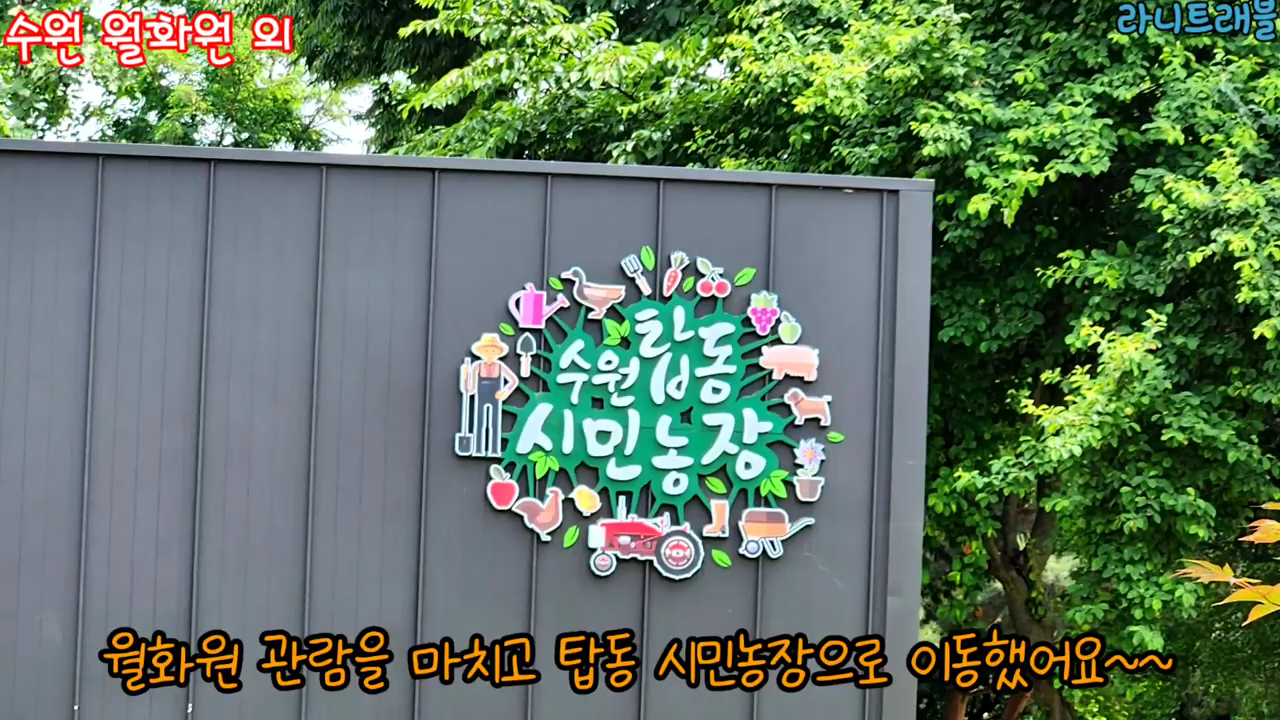 수원 월화원 외
라니트래블
수원탑동
시민농장
월화원 관람을 마치고 탑동 시민농장으로 이동했어요~~